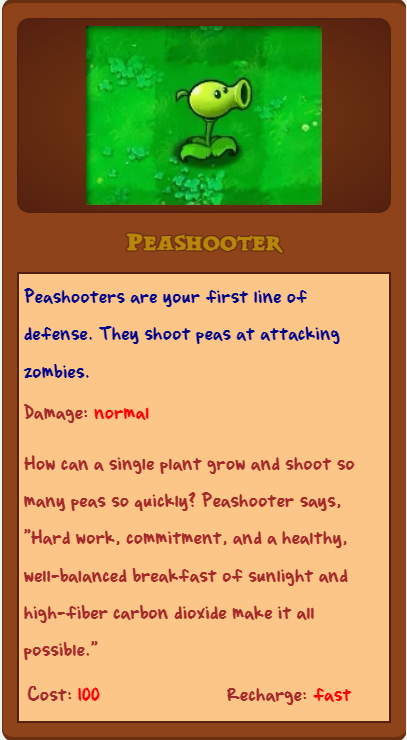 Peashooter
Peashooters are your first line of
defense. They shoot peas at attacking
zombies.
Damage: normal
How can a single plant grow and shoot so
many peas so quickly? Peashooter says,
"Hard work, commitment, and a healthy,
well-balanced breakfast of sunlight and
high-fiber carbon dioxide make it all
possible."
Cost: 100 Recharge: fast